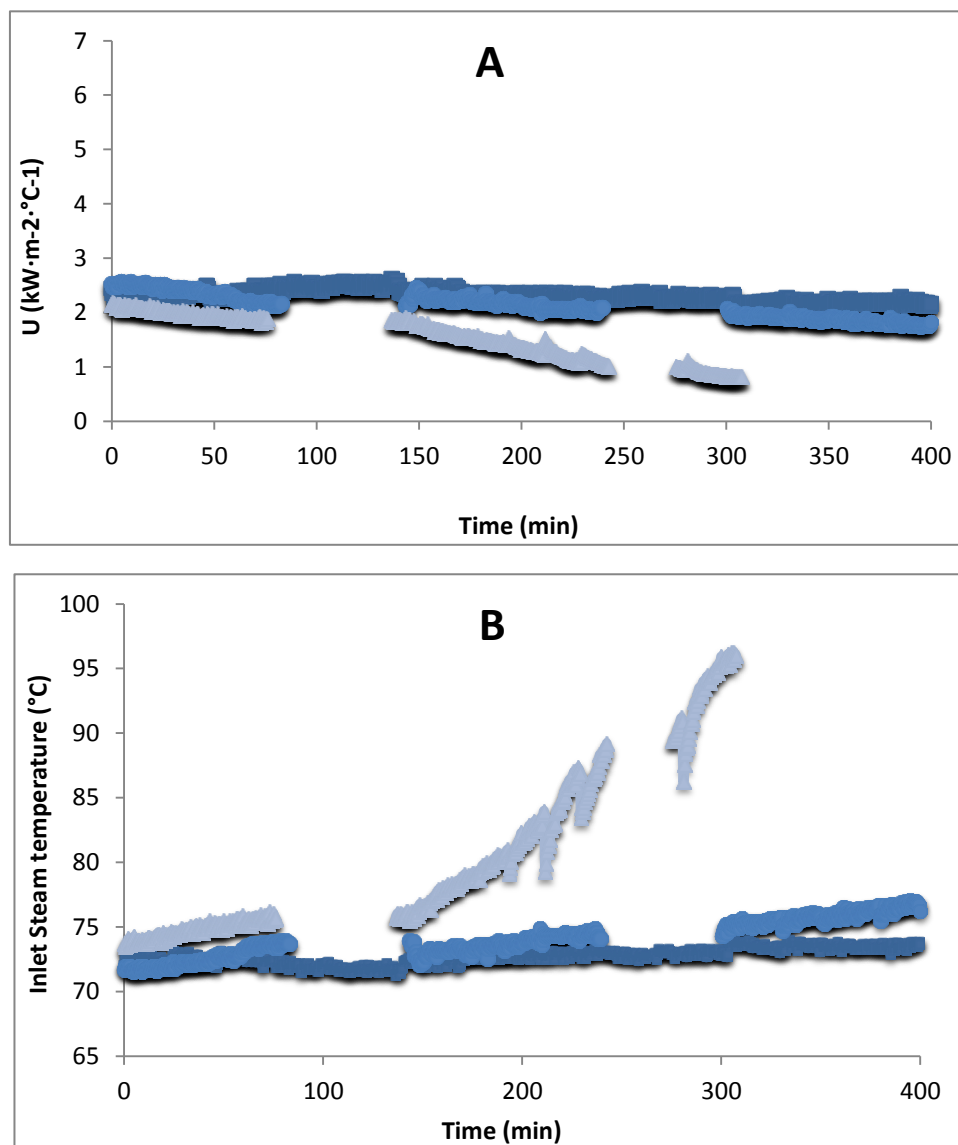 A
7
6
5
4
3
2
1
0
U (kW·m-2·°C-1)
0 50 100 150 200 250 300 350 400
Time (min)
B
100
95
90
85
80
75
70
65
Inlet Steam temperature (°C)
0 100 200 300 400
Time (min)